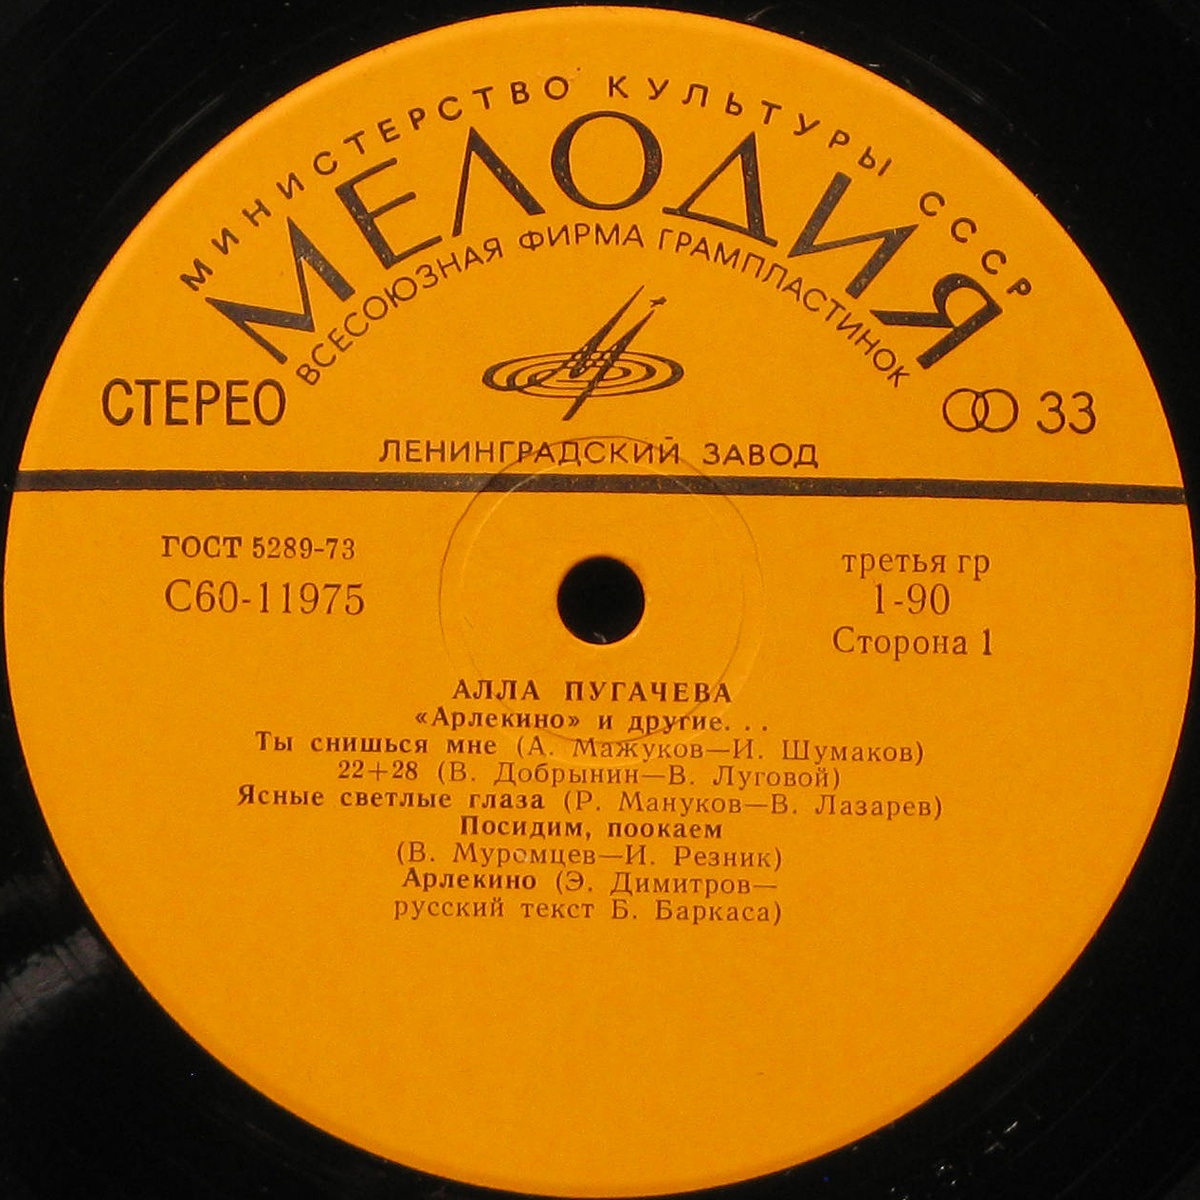 МИНИСТЕРСТВО КУЛЬТУРЫ СССР
МЕЛОДИЯ
ВСЕСОЮЗНАЯ ФИРМА ГРАМПЛАСТИНОК
СТЕРЕО
33
ЛЕНИНГРАДСКИЙ ЗАВОД
ГОСТ 5289-73
С60-11975
третья гр
1-90
Сторона 1
АЛЛА ПУГАЧЕВА
«Арлекино» и другие. . .
Ты снишься мне (А. Мажуков—И. Шумаков)
22+28 (В. Добрынин—В. Луговой)
Ясные светлые глаза (Р. Мануков—В. Лазарев)
Посидим, поокаем
(В. Муромцев—И. Резник)
Арлекино (Э. Димитров—
русский текст Б. Баркаса)